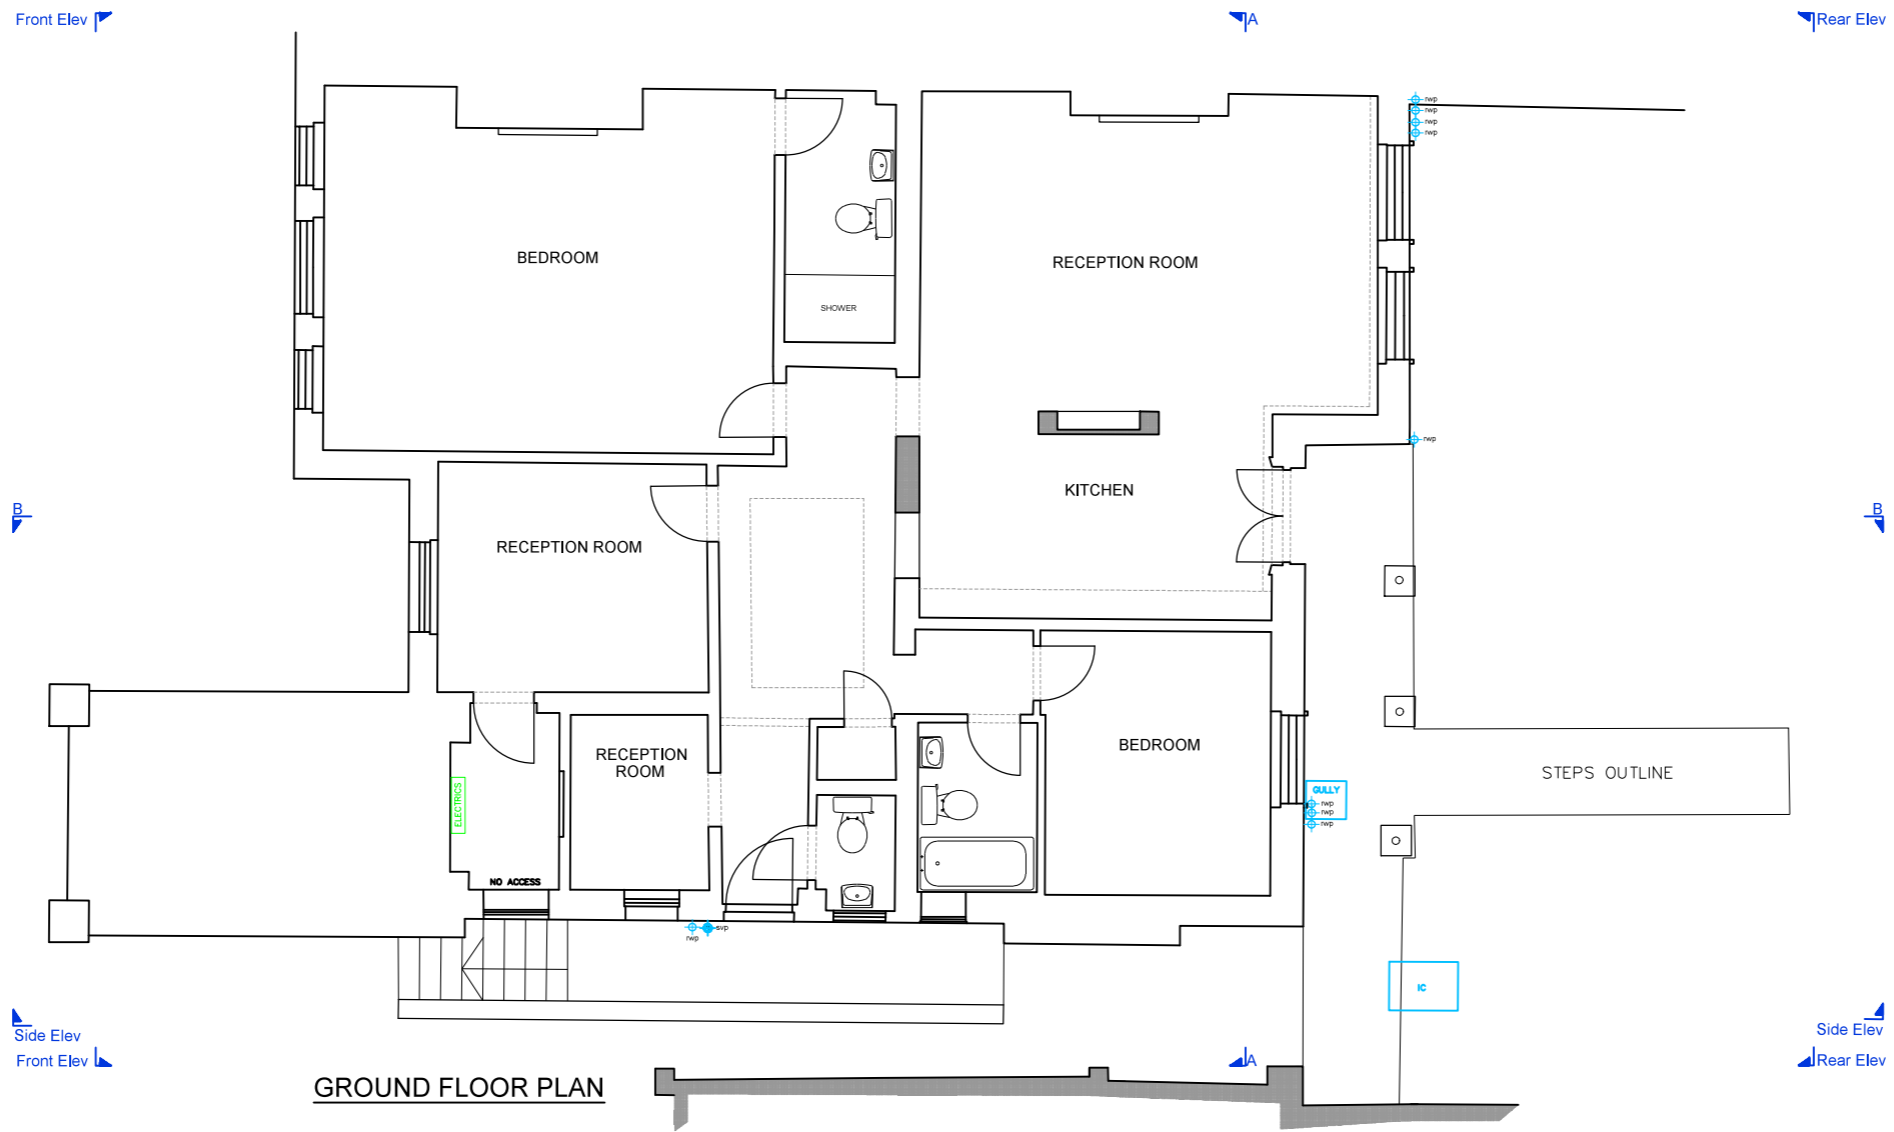 Front Elev
A
Rear Elev
rwp
rwp
rwp
rwp
BEDROOM
RECEPTION ROOM
SHOWER
rwp
KITCHEN
B
B
RECEPTION ROOM
RECEPTION
ROOM
BEDROOM
STEPS OUTLINE
ELECTRICS
GULLY
rwp
rwp
rwp
NO ACCESS
svp
rwp
IC
Side Elev
Side Elev
Front Elev
A
Rear Elev
GROUND FLOOR PLAN